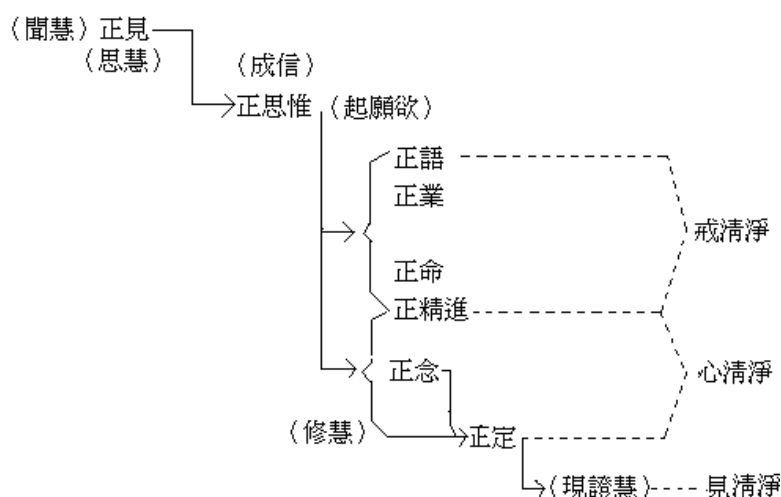 （聞慧）正見
（思慧）
（成信）
正思惟（起願欲）
正語
正業
戒清淨
正命
正精進
正念
心清淨
（修慧）
正定
（現證慧）
見清淨